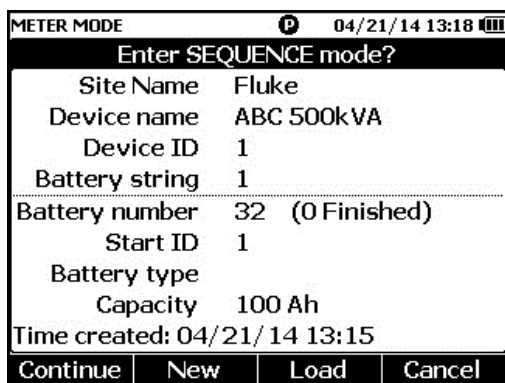 METER MODE P 04/21/14 13:18
Enter SEQUENCE mode?
Site Name Fluke
Device name ABC 500kVA
Device ID 1
Battery string 1
Battery number 32 (0 Finished)
Start ID 1
Battery type
Capacity 100 Ah
Time created: 04/21/14 13:15
Continue New Load Cancel